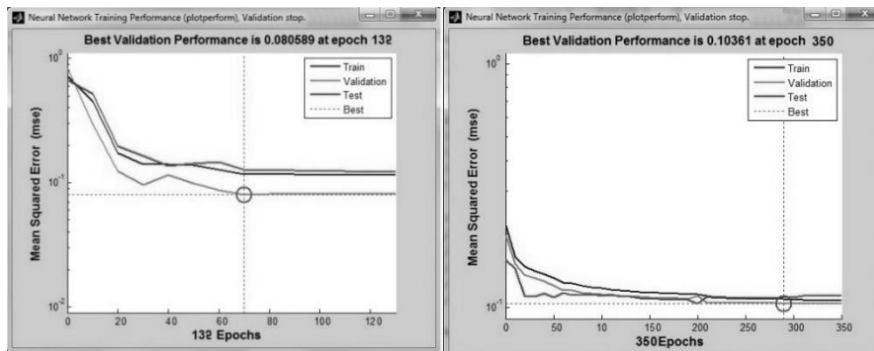 Neural Network Training Performance (plotperform), Validation stop.
Best Validation Performance is 0.080589 at epoch 132
Mean Squared Error (mse)
10^0
10^-1
10^-2
Train
Validation
Test
Best
0 20 40 60 80 100 120
132 Epochs
Neural Network Training Performance (plotperform), Validation stop.
Best Validation Performance is 0.10361 at epoch 350
Mean Squared Error (mse)
10^0
10^-1
Train
Validation
Test
Best
0 50 10 150 200 250 300 350
350Epochs